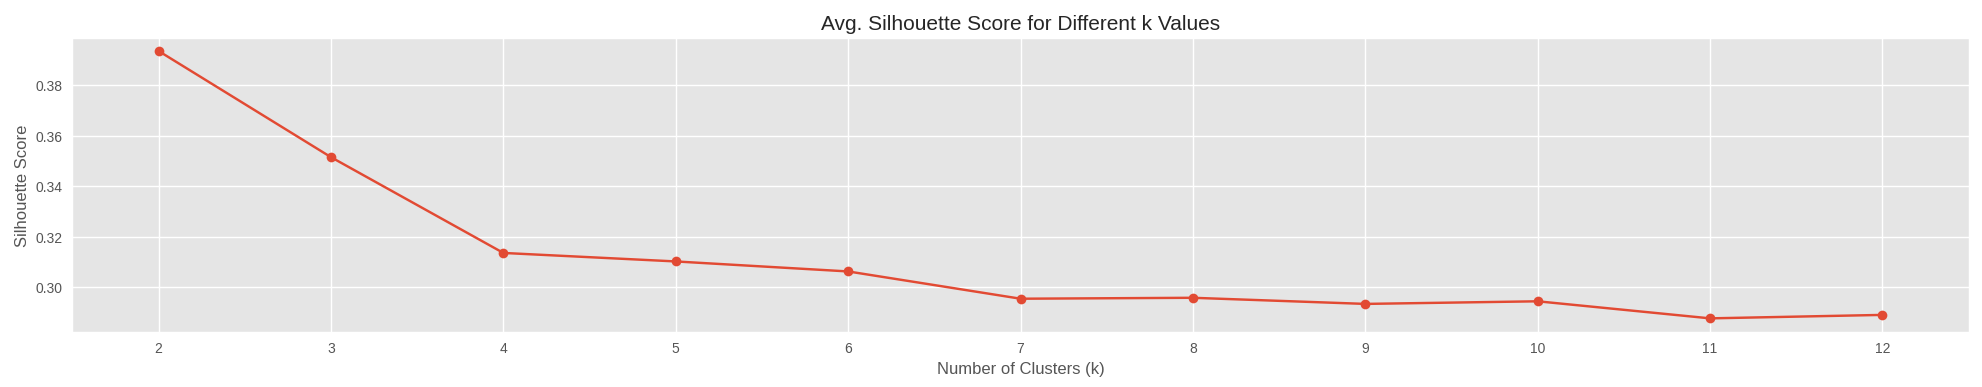 Avg. Silhouette Score for Different k Values
Silhouette Score
0.38
0.36
0.34
0.32
0.30
2 3 4 5 6 7 8 9 10 11 12
Number of Clusters (k)